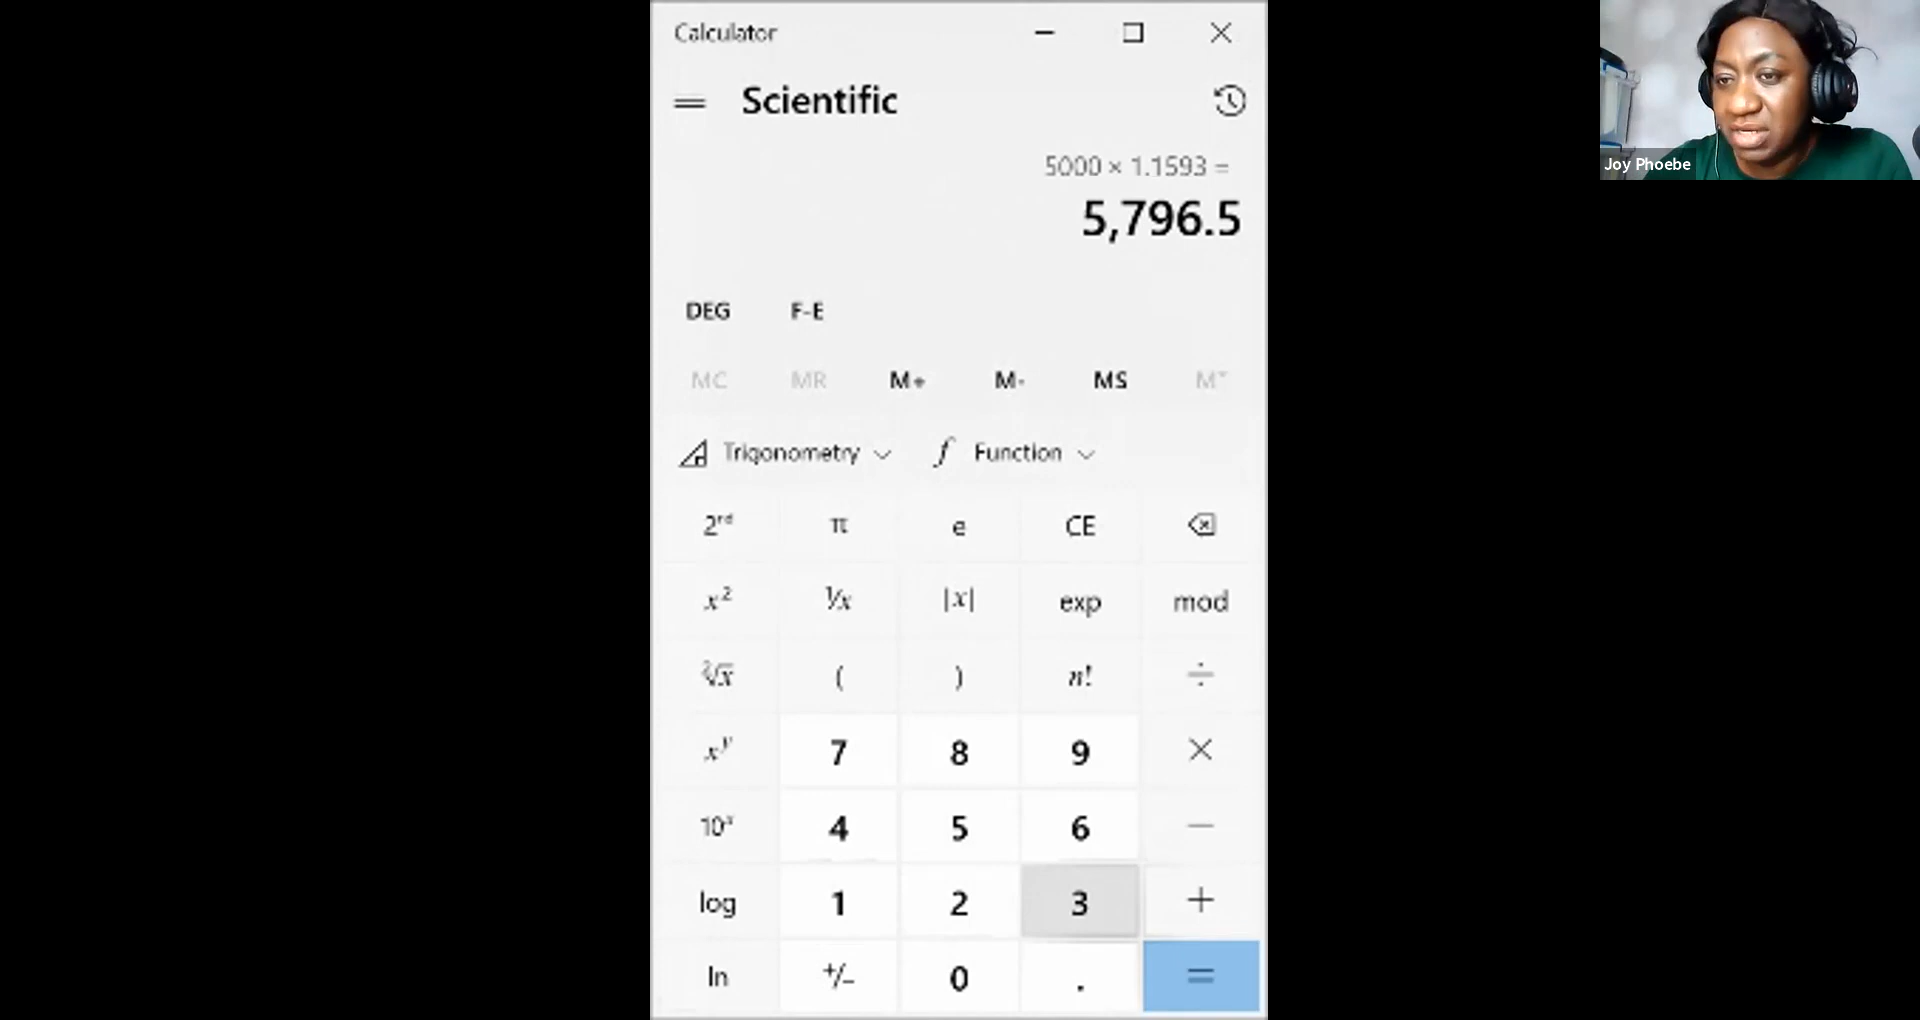 Calculator
Scientific
5000 × 1.1593 =
5,796.5
DEG F-E
MC MR M+ M- MS M˅
Trigonometry f Function
2ⁿᵈ π e CE
x² ¹/x |x| exp mod
( ) n! ÷
xʸ 7 8 9 ×
10ˣ 4 5 6 −
log 1 2 3 +
ln +/− 0 . =
Joy Phoebe